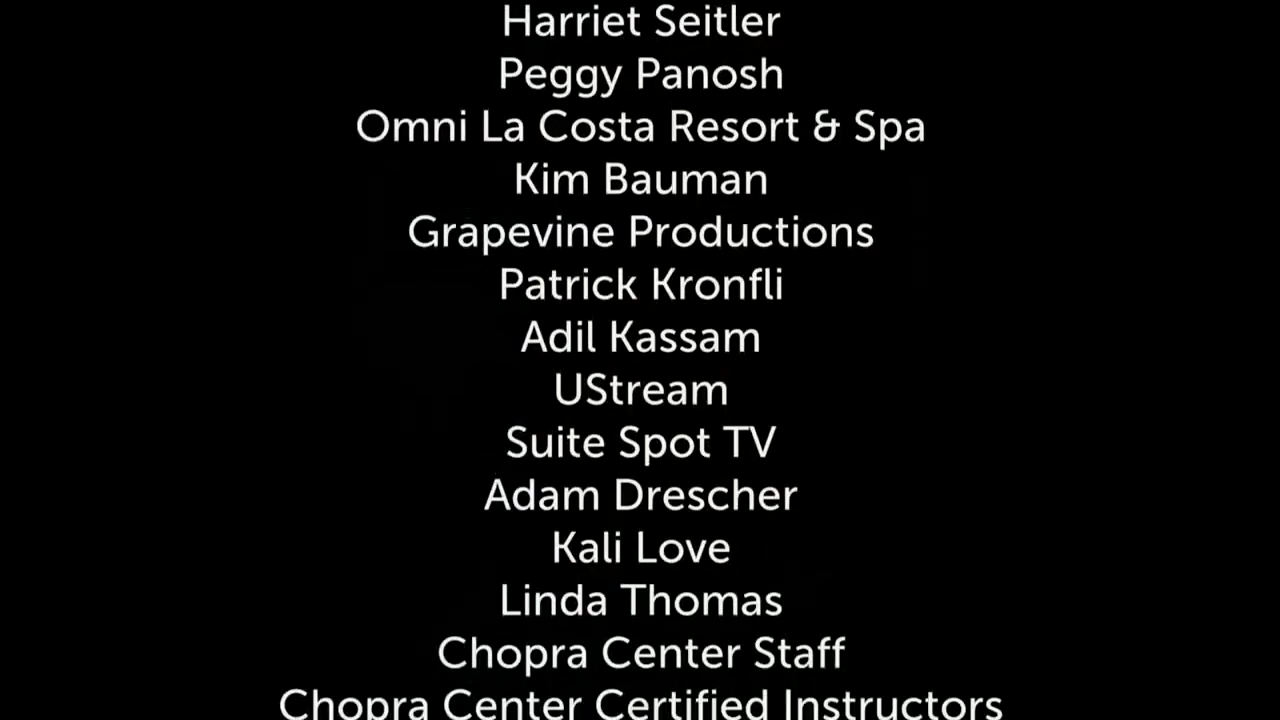 Harriet Seitler
Peggy Panosh
Omni La Costa Resort & Spa
Kim Bauman
Grapevine Productions
Patrick Kronfli
Adil Kassam
UStream
Suite Spot TV
Adam Drescher
Kali Love
Linda Thomas
Chopra Center Staff
Chopra Center Certified Instructors